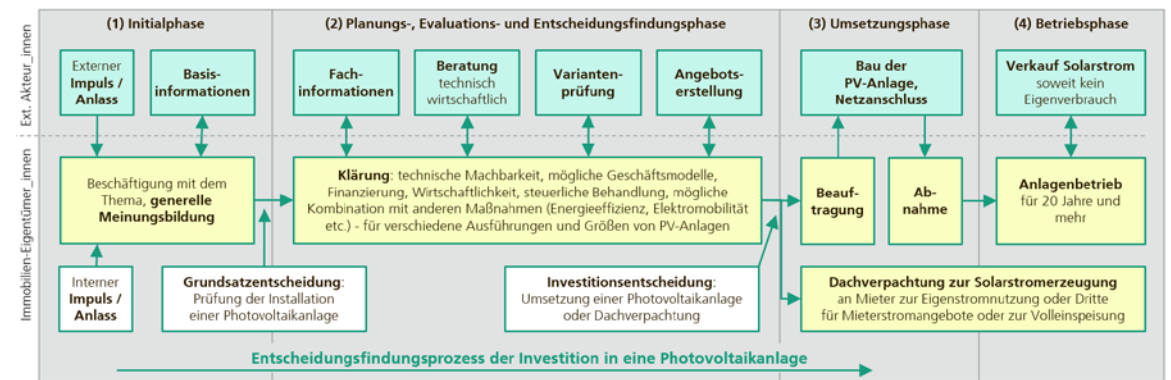 (1) Initialphase
(2) Planungs-, Evaluations- und Entscheidungsfindungsphase
(3) Umsetzungsphase
(4) Betriebsphase
Ext. Akteur_innen
Externer
Impuls /
Anlass
Basis-
informationen
Fach-
informationen
Beratung
technisch
wirtschaftlich
Varianten-
prüfung
Angebots-
erstellung
Bau der
PV-Anlage,
Netzanschluss
Verkauf Solarstrom
soweit kein
Eigenverbrauch
Immobilien-Eigentümer_innen
Beschäftigung mit dem
Thema, generelle
Meinungsbildung
Klärung: technische Machbarkeit, mögliche Geschäftsmodelle,
Finanzierung, Wirtschaftlichkeit, steuerliche Behandlung, mögliche
Kombination mit anderen Maßnahmen (Energieeffizienz, Elektromobilität
etc.) - für verschiedene Ausführungen und Größen von PV-Anlagen
Beauf-
tragung
Ab-
nahme
Anlagenbetrieb
für 20 Jahre und
mehr
Interner
Impuls /
Anlass
Grundsatzentscheidung:
Prüfung der Installation
einer Photovoltaikanlage
Investitionsentscheidung:
Umsetzung einer Photovoltaikanlage
oder Dachverpachtung
Dachverpachtung zur Solarstromerzeugung
an Mieter zur Eigenstromnutzung oder Dritte
für Mieterstromangebote oder zur Volleinspeisung
Entscheidungsfindungsprozess der Investition in eine Photovoltaikanlage